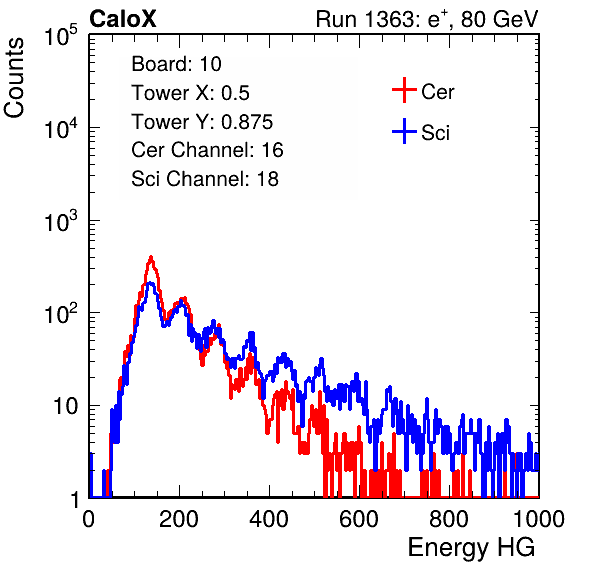 CaloX Run 1363: e⁺, 80 GeV
Counts
10⁵
10⁴
10³
10²
10
1
Board: 10
Tower X: 0.5
Tower Y: 0.875
Cer Channel: 16
Sci Channel: 18
Cer
Sci
0 200 400 600 800 1000
Energy HG